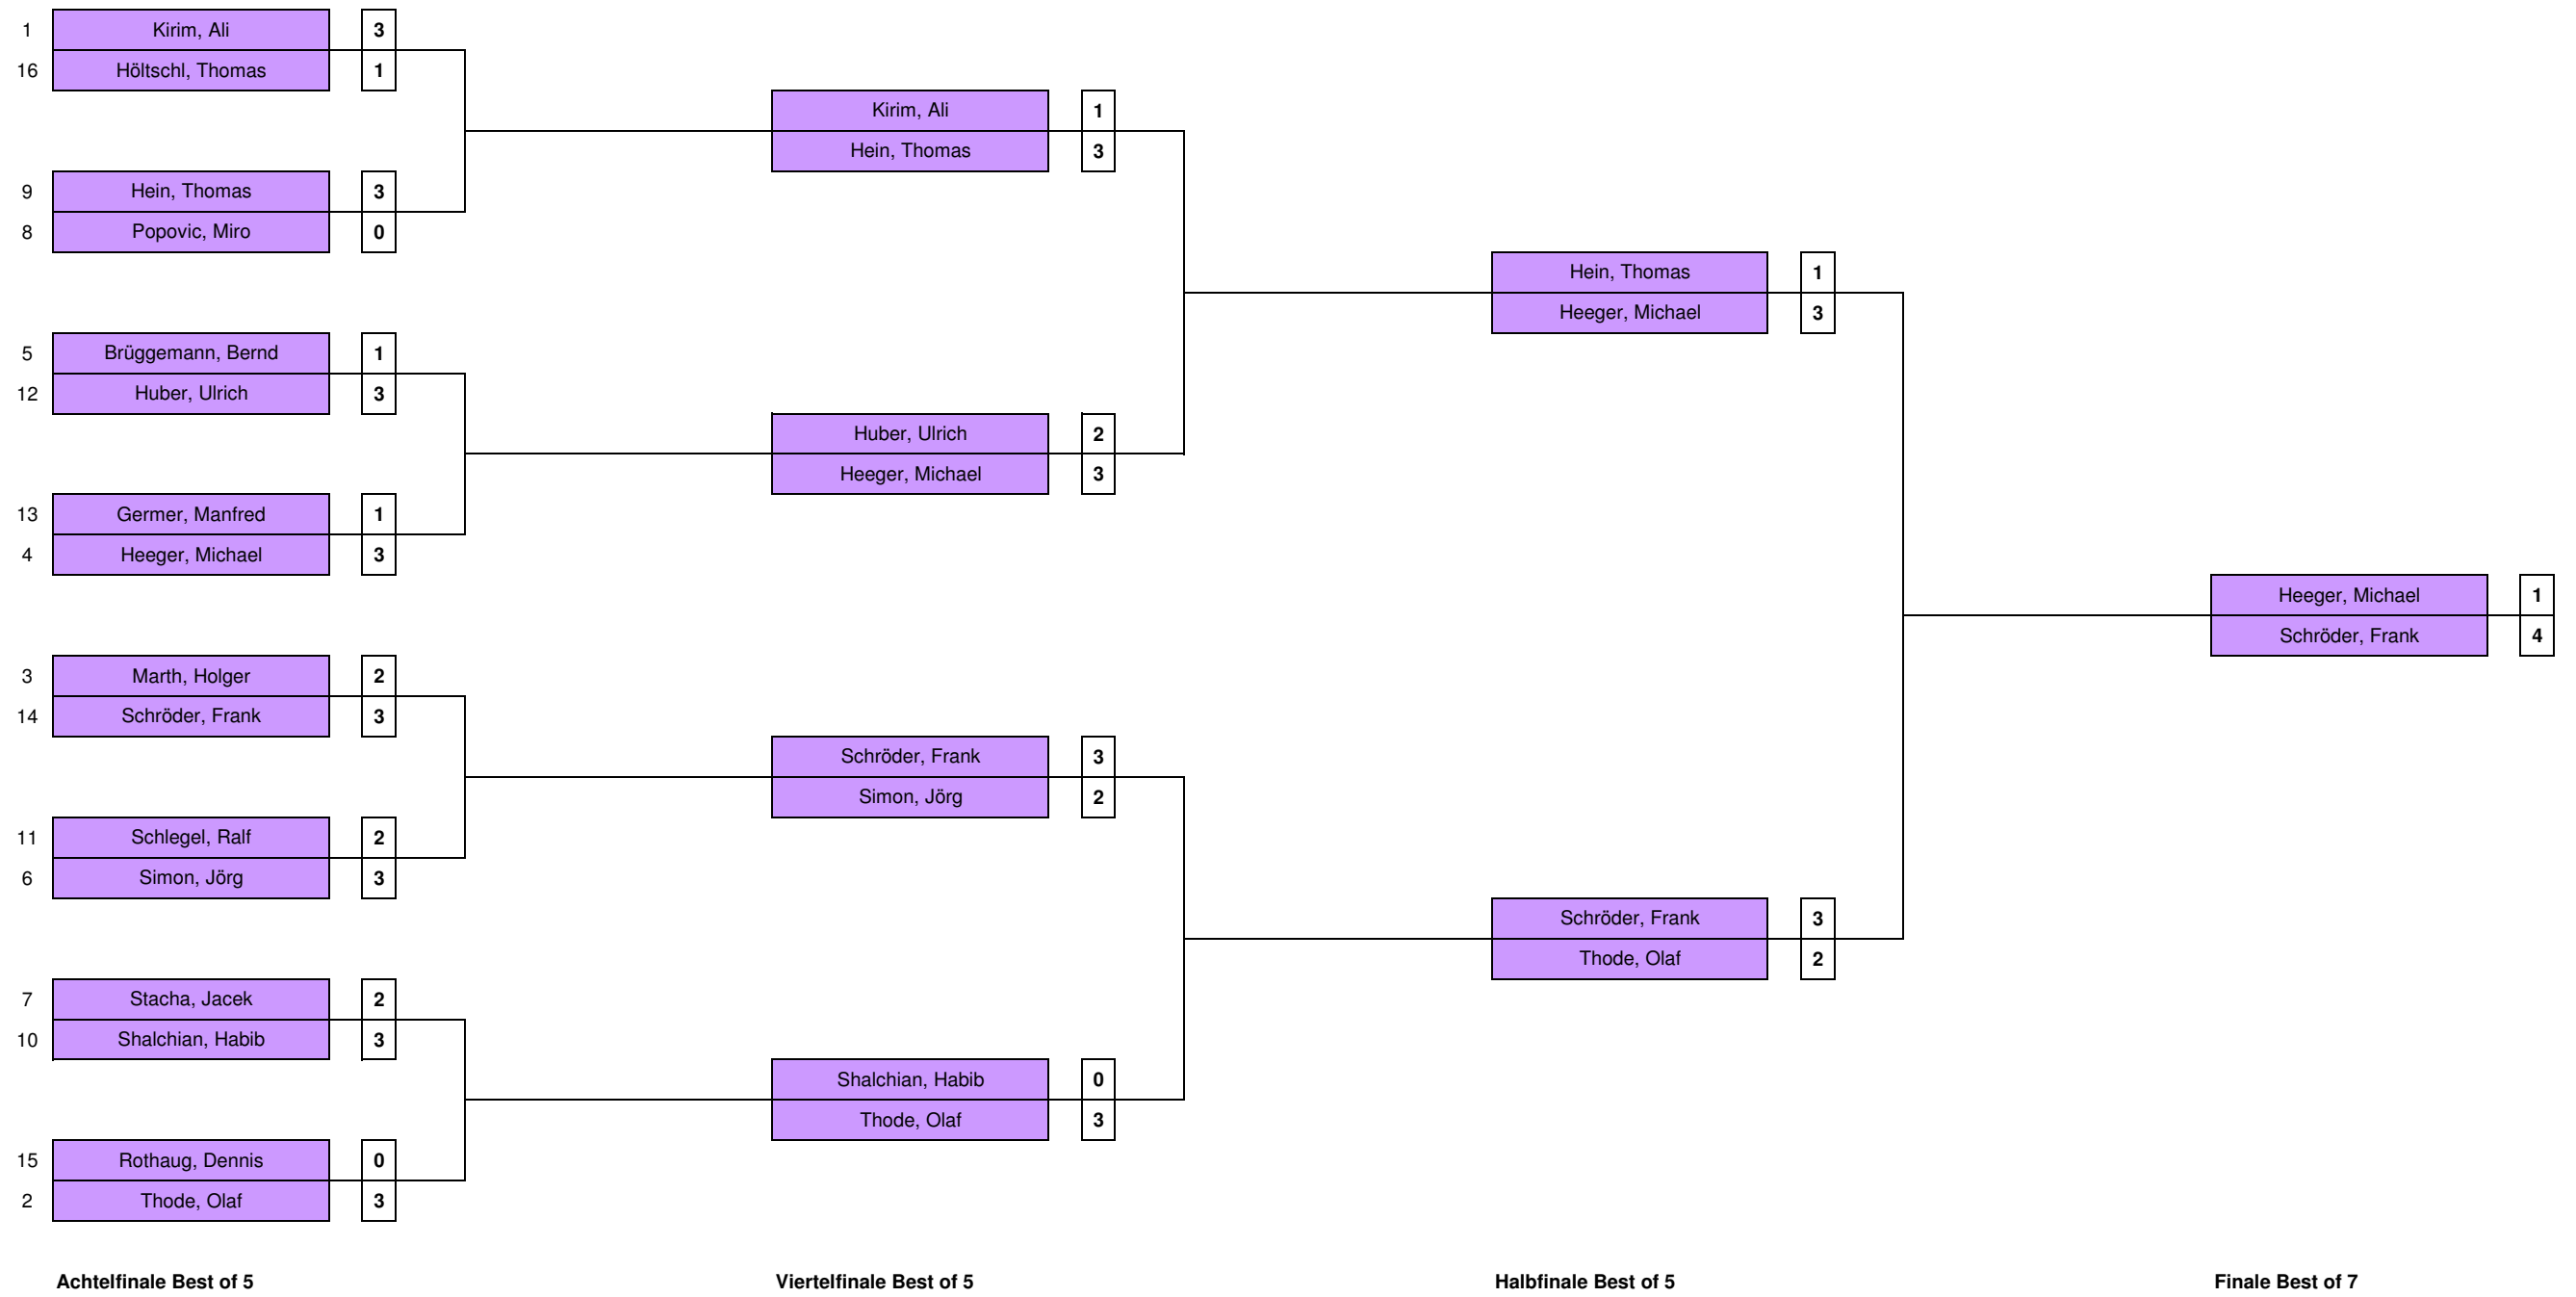 1 Kirim, Ali 3
16 Höltschl, Thomas 1
Kirim, Ali 1
Hein, Thomas 3
9 Hein, Thomas 3
8 Popovic, Miro 0
Hein, Thomas 1
Heeger, Michael 3
5 Brüggemann, Bernd 1
12 Huber, Ulrich 3
Huber, Ulrich 2
Heeger, Michael 3
13 Germer, Manfred 1
4 Heeger, Michael 3
Heeger, Michael 1
Schröder, Frank 4
3 Marth, Holger 2
14 Schröder, Frank 3
Schröder, Frank 3
Simon, Jörg 2
11 Schlegel, Ralf 2
6 Simon, Jörg 3
Schröder, Frank 3
Thode, Olaf 2
7 Stacha, Jacek 2
10 Shalchian, Habib 3
Shalchian, Habib 0
Thode, Olaf 3
15 Rothaug, Dennis 0
2 Thode, Olaf 3
Achtelfinale Best of 5 Viertelfinale Best of 5 Halbfinale Best of 5 Finale Best of 7